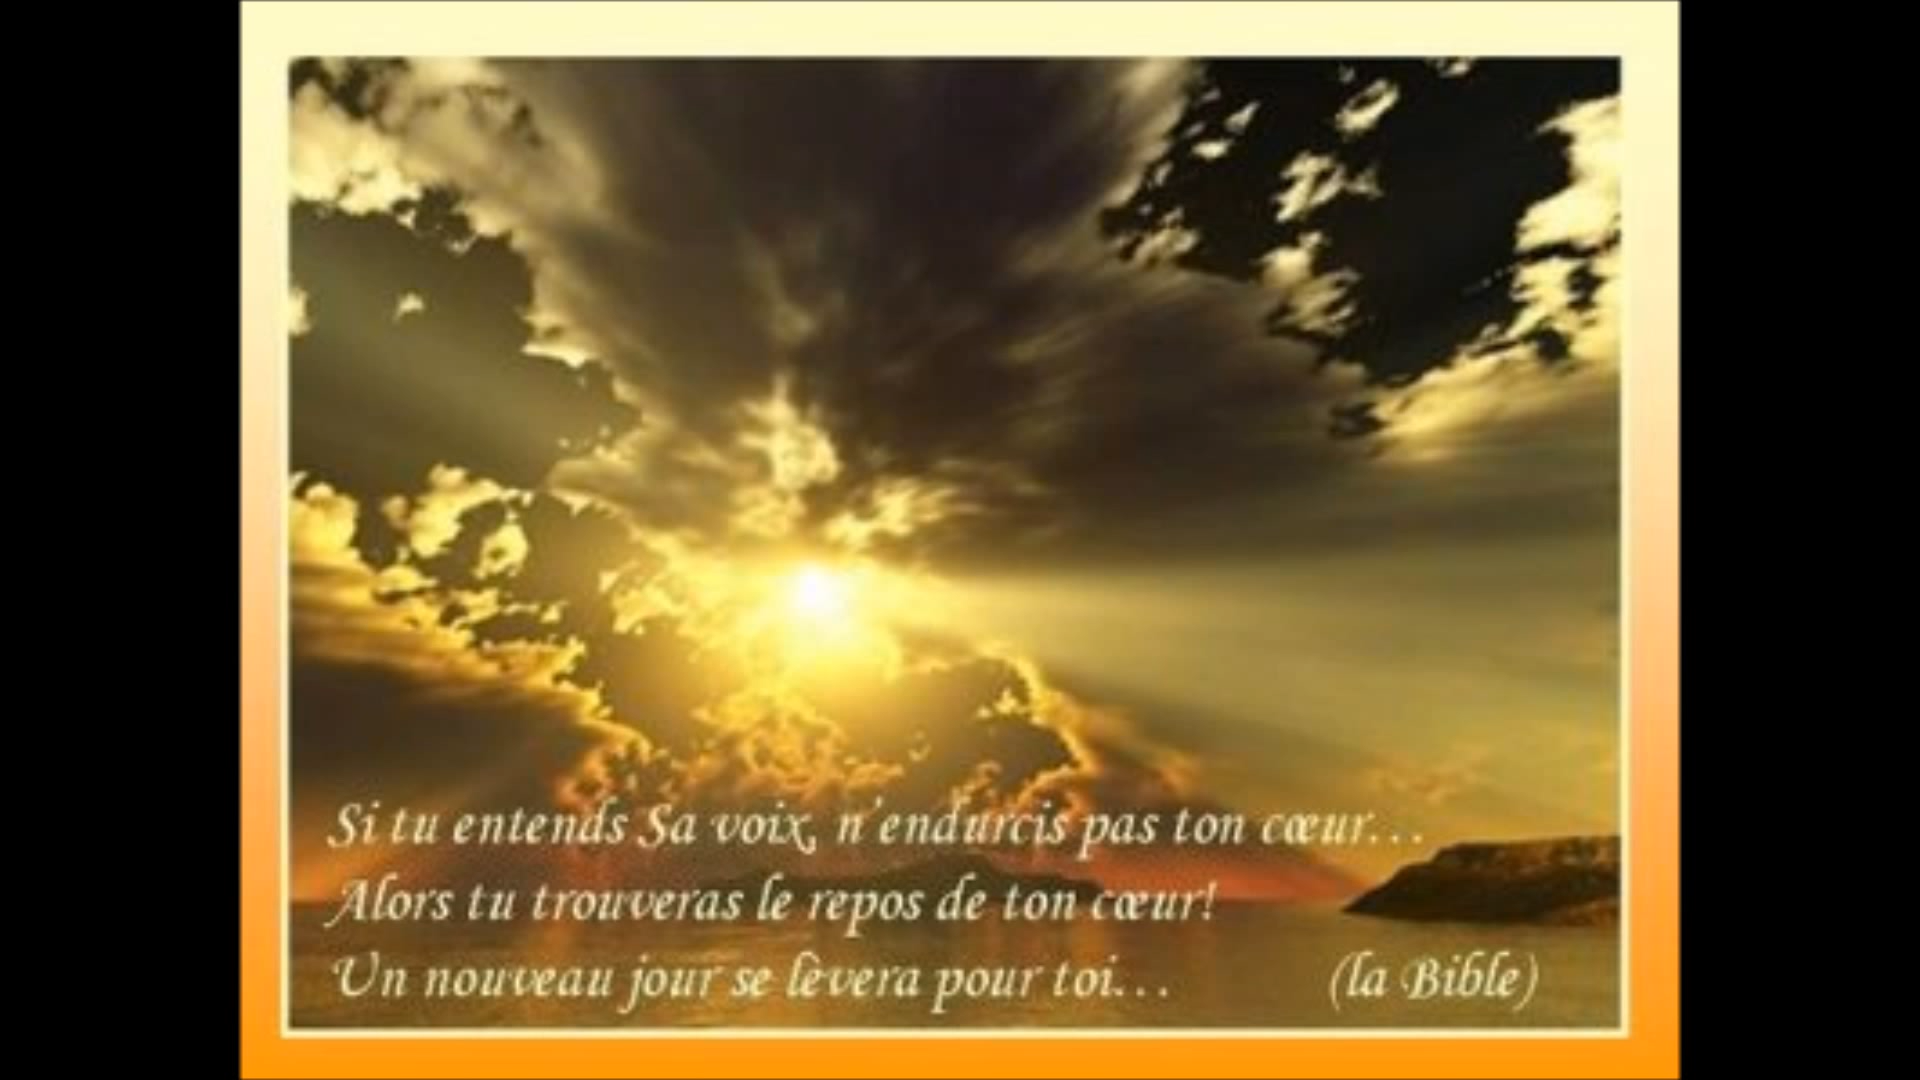 Si tu entends Sa voix, n'endurcis pas ton cœur...
Alors tu trouveras le repos de ton cœur!
Un nouveau jour se lèvera pour toi... (la Bible)